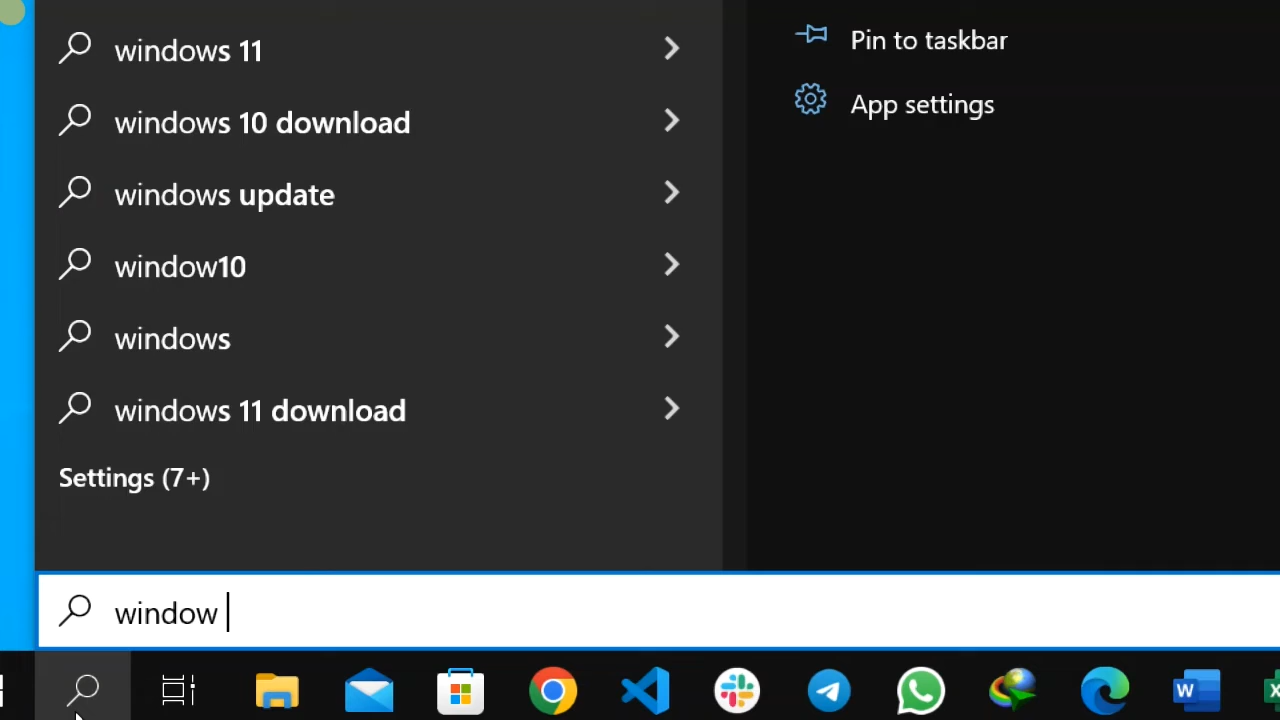 windows 11
windows 10 download
windows update
window10
windows
windows 11 download
Settings (7+)
Pin to taskbar
App settings
window
W
X